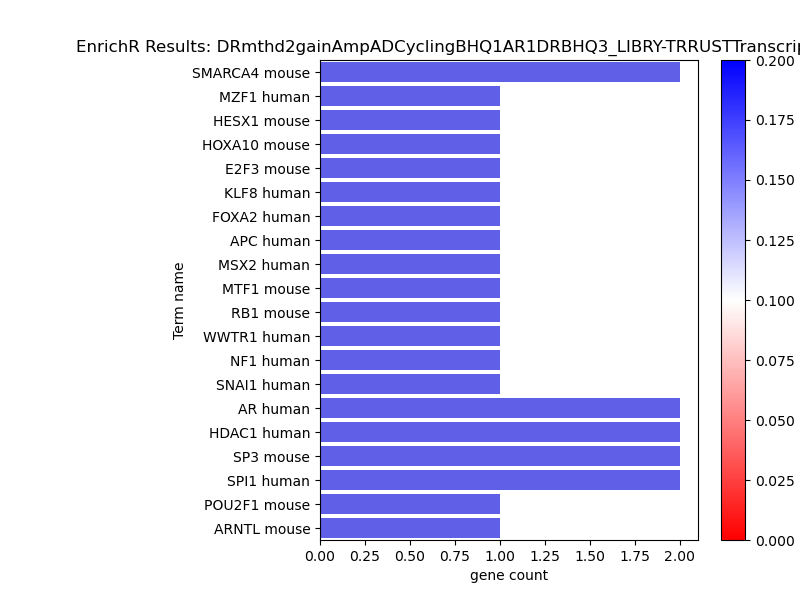 EnrichR Results: DRmthd2gainAmpADCyclingBHQ1AR1DRBHQ3_LIBRY-TRRUSTTranscrip
SMARCA4 mouse
MZF1 human
HESX1 mouse
HOXA10 mouse
E2F3 mouse
KLF8 human
FOXA2 human
APC human
MSX2 human
MTF1 mouse
RB1 mouse
WWTR1 human
NF1 human
SNAI1 human
AR human
HDAC1 human
SP3 mouse
SPI1 human
POU2F1 mouse
ARNTL mouse
Term name
0.00 0.25 0.50 0.75 1.00 1.25 1.50 1.75 2.00
gene count
0.200
0.175
0.150
0.125
0.100
0.075
0.050
0.025
0.000